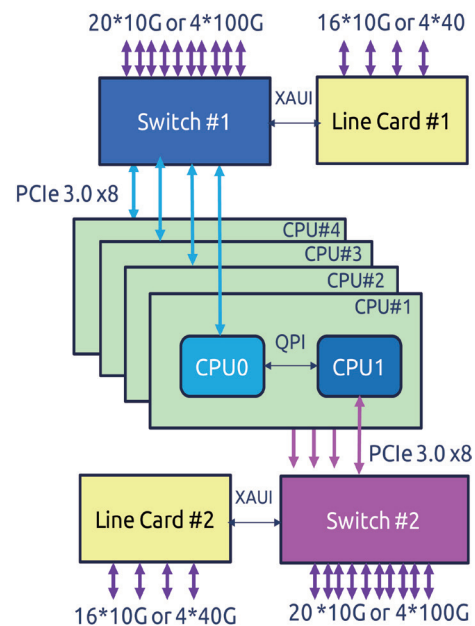 20*10G or 4*100G
16*10G or 4*40
Switch #1
XAUI
Line Card #1
PCIe 3.0 x8
CPU#4
CPU#3
CPU#2
CPU#1
CPU0
QPI
CPU1
PCIe 3.0 x8
Line Card #2
XAUI
Switch #2
16*10G or 4*40G
20 *10G or 4*100G